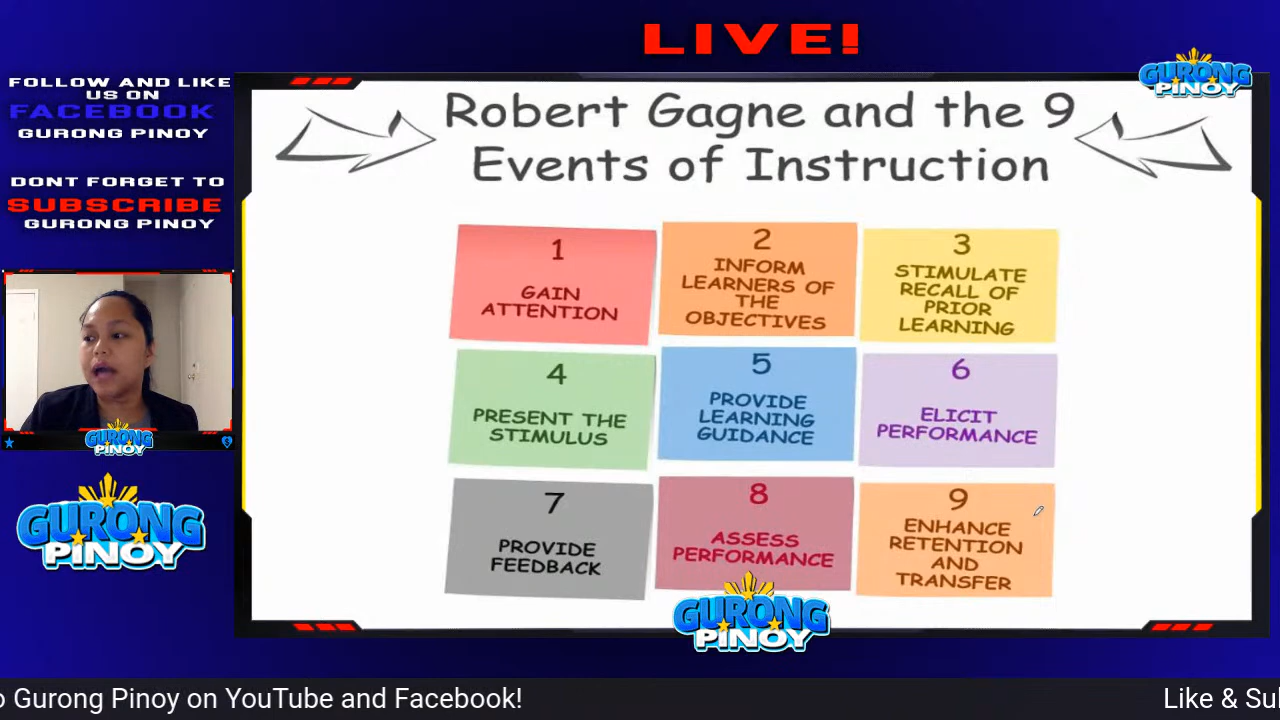 LIVE!
FOLLOW AND LIKE
US ON
FACEBOOK
GURONG PINOY
DONT FORGET TO
SUBSCRIBE
GURONG PINOY
GURONG
PINOY
GURONG
PINOY
GURONG
PINOY
Robert Gagne and the 9
Events of Instruction
1
GAIN
ATTENTION
2
INFORM
LEARNERS OF
THE
OBJECTIVES
3
STIMULATE
RECALL OF
PRIOR
LEARNING
4
PRESENT THE
STIMULUS
5
PROVIDE
LEARNING
GUIDANCE
6
ELICIT
PERFORMANCE
7
PROVIDE
FEEDBACK
8
ASSESS
PERFORMANCE
9
ENHANCE
RETENTION
AND
TRANSFER
GURONG
PINOY
o Gurong Pinoy on YouTube and Facebook!
Like & Su